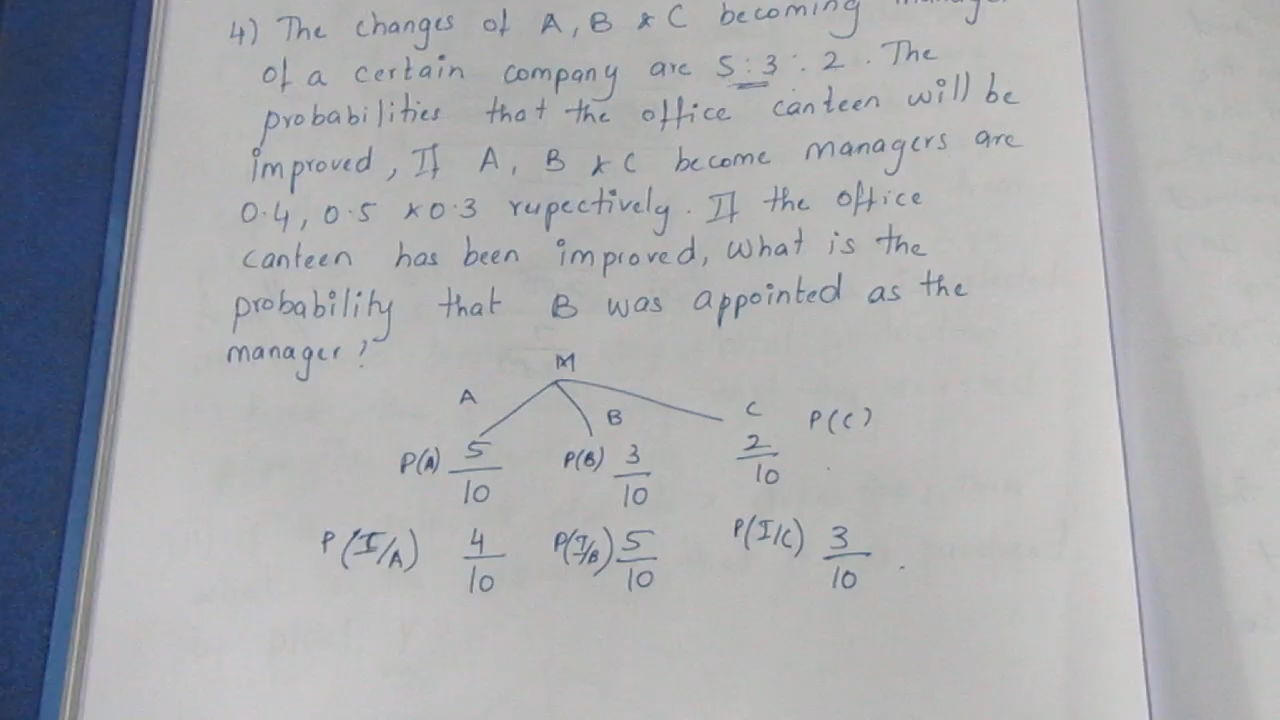 4) The changes of A, B & C becoming
of a certain company are 5:3:2. The
probabilities that the office canteen will be
improved, If A, B & C become managers are
0.4, 0.5 & 0.3 rupectively. If the office
canteen has been improved, what is the
probability that B was appointed as the
manager?
M
A B C P(C)
P(A) 5/10 P(B) 3/10 2/10
P(I/A) 4/10 P(I/B) 5/10 P(I/C) 3/10